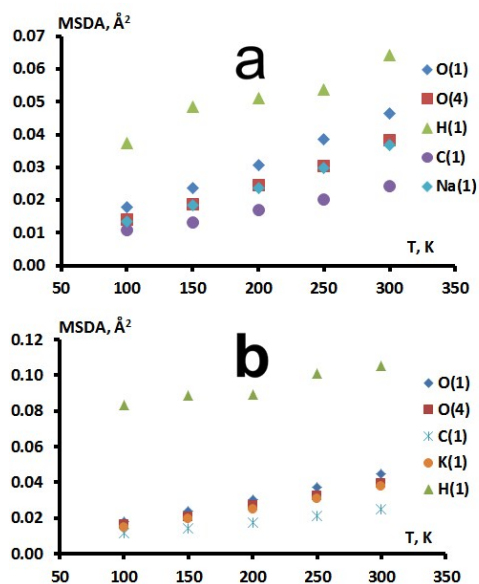 MSDA, Å²
a
0.07
0.06
0.05
0.04
0.03
0.02
0.01
0.00
O(1)
O(4)
H(1)
C(1)
Na(1)
T, K
50 100 150 200 250 300 350
MSDA, Å²
b
0.12
0.10
0.08
0.06
0.04
0.02
0.00
O(1)
O(4)
C(1)
K(1)
H(1)
T, K
50 100 150 200 250 300 350